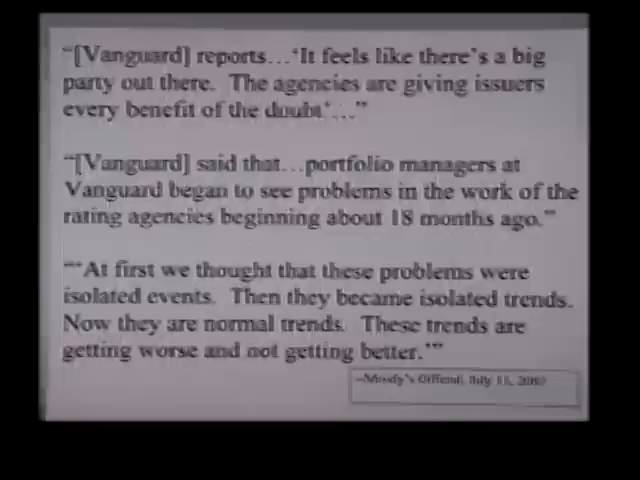 “[Vanguard] reports…‘It feels like there’s a big
party out there.  The agencies are giving issuers
every benefit of the doubt’…”
“[Vanguard] said that…portfolio managers at
Vanguard began to see problems in the work of the
rating agencies beginning about 18 months ago.”
“‘At first we thought that these problems were
isolated events.  Then they became isolated trends.
Now they are normal trends.  These trends are
getting worse and not getting better.’”
--Moody’s Official, July